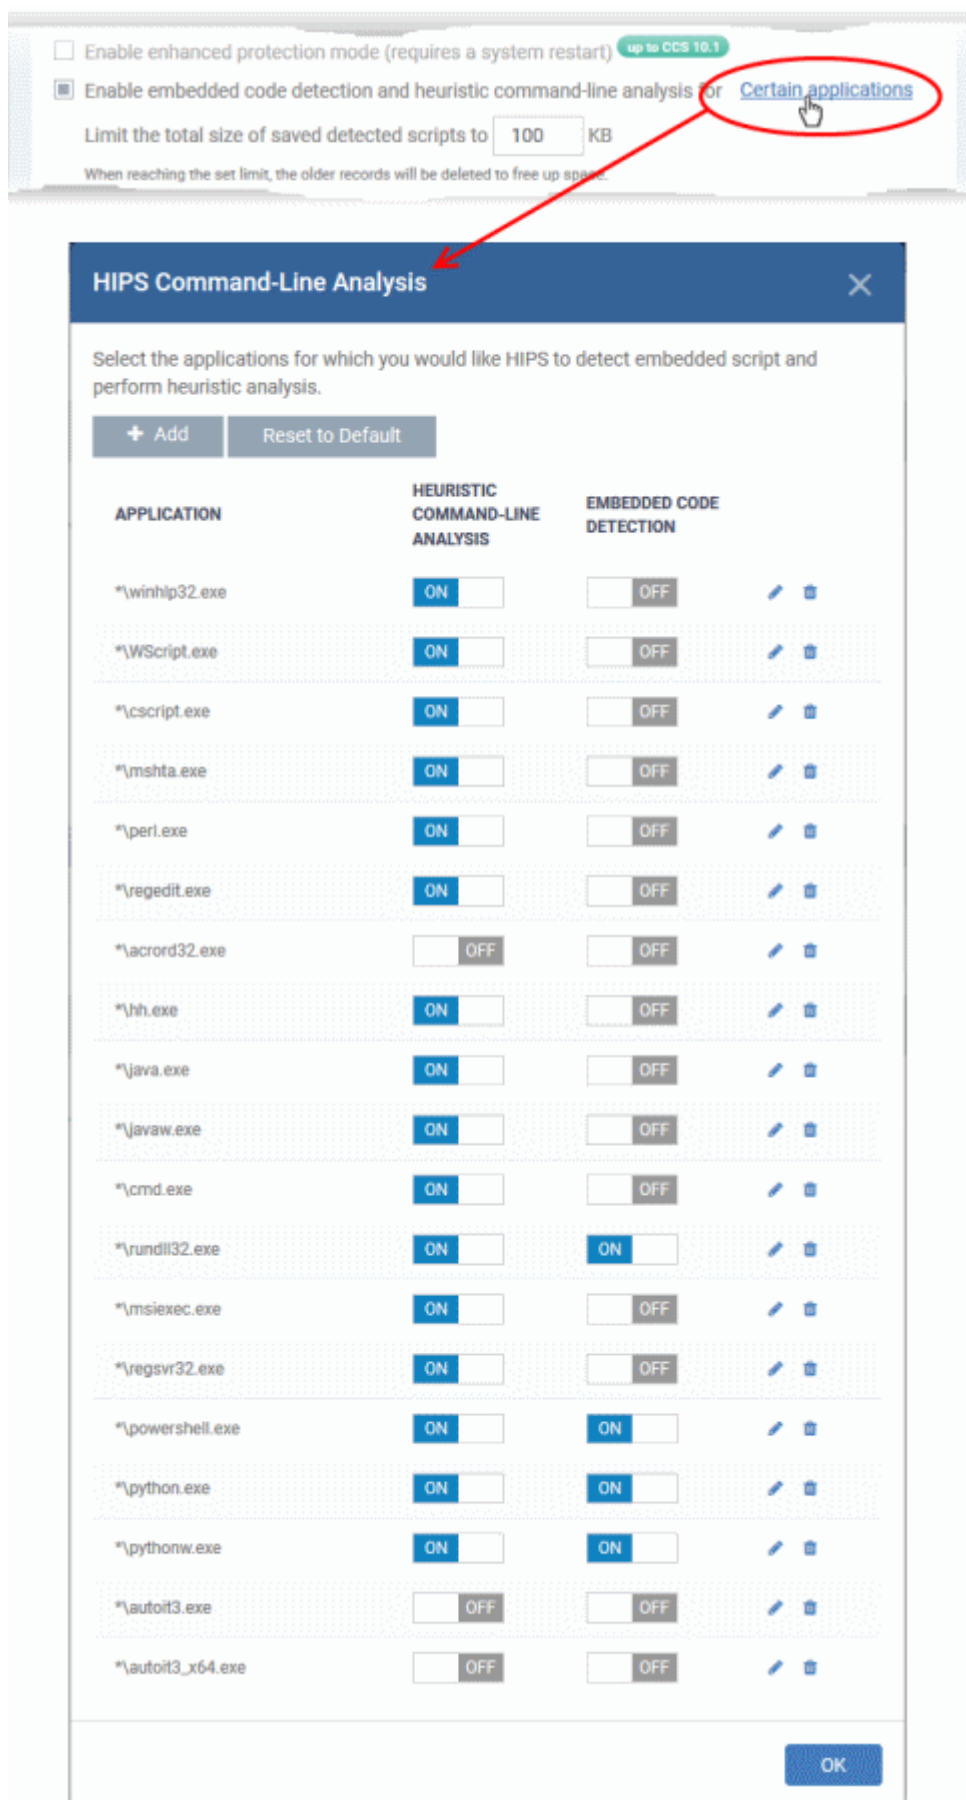 Enable enhanced protection mode (requires a system restart) up to CCS 10.1
Enable embedded code detection and heuristic command-line analysis for Certain applications
Limit the total size of saved detected scripts to 100 KB
When reaching the set limit, the older records will be deleted to free up space.
HIPS Command-Line Analysis
Select the applications for which you would like HIPS to detect embedded script and
perform heuristic analysis.
+ Add Reset to Default
APPLICATION HEURISTIC COMMAND-LINE ANALYSIS EMBEDDED CODE DETECTION
*\winhlp32.exe ON OFF
*\WScript.exe ON OFF
*\cscript.exe ON OFF
*\mshta.exe ON OFF
*\perl.exe ON OFF
*\regedit.exe ON OFF
*\acrord32.exe OFF OFF
*\hh.exe ON OFF
*\java.exe ON OFF
*\javaw.exe ON OFF
*\cmd.exe ON OFF
*\rundll32.exe ON ON
*\msiexec.exe ON OFF
*\regsvr32.exe ON OFF
*\powershell.exe ON ON
*\python.exe ON ON
*\pythonw.exe ON ON
*\autoit3.exe OFF OFF
*\autoit3_x64.exe OFF OFF
OK